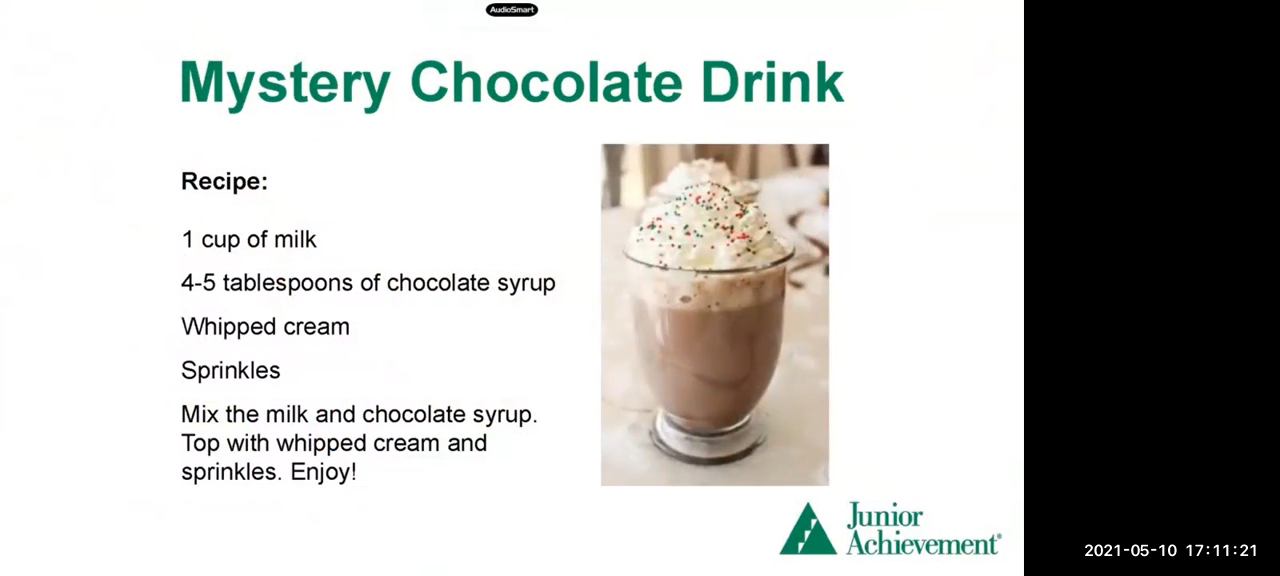 AudioSmart
Mystery Chocolate Drink
Recipe:
1 cup of milk
4-5 tablespoons of chocolate syrup
Whipped cream
Sprinkles
Mix the milk and chocolate syrup.
Top with whipped cream and
sprinkles. Enjoy!
Junior
Achievement®
2021-05-10 17:11:21